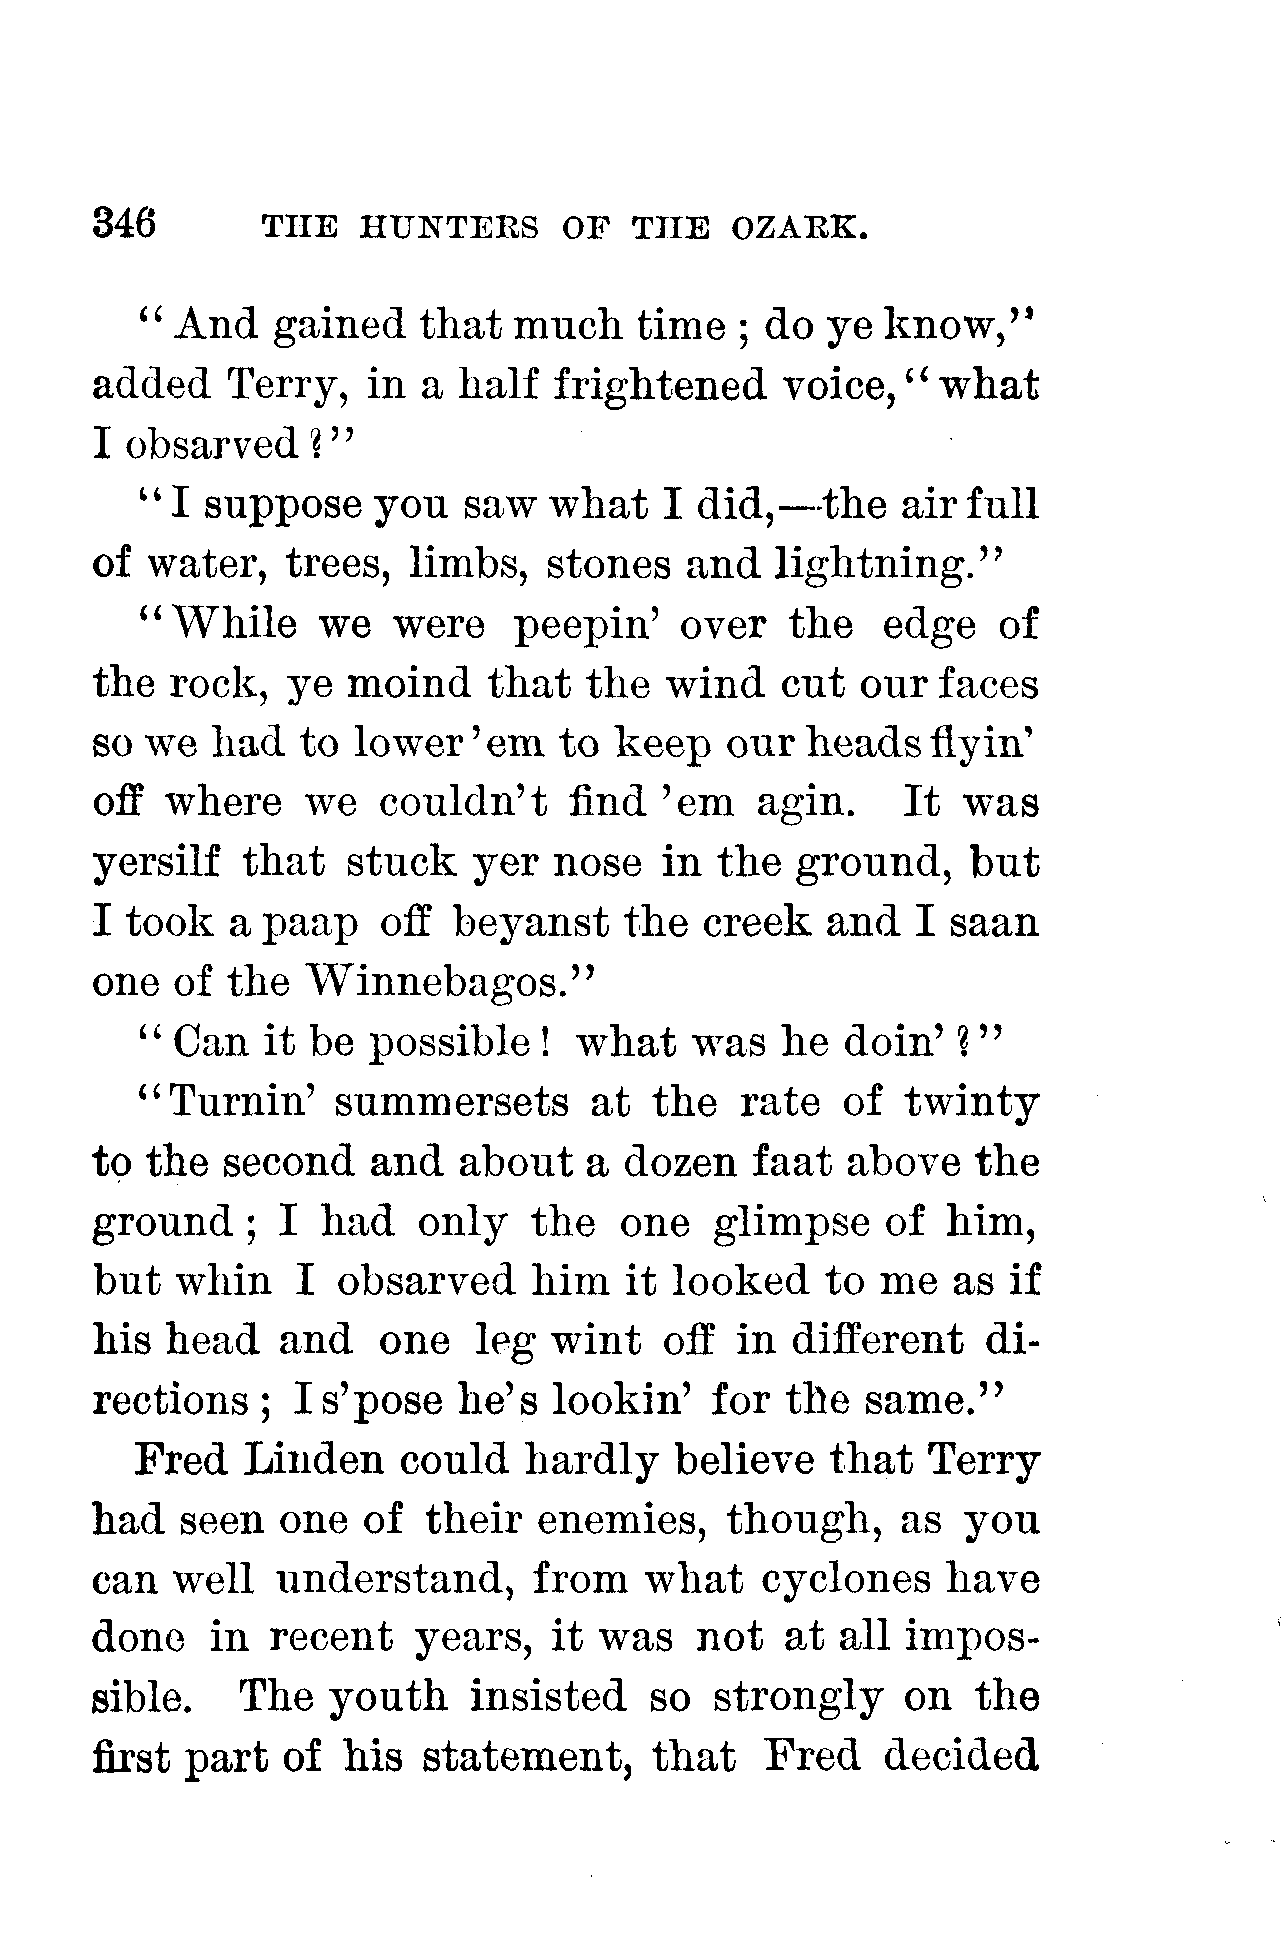 346 THE HUNTERS OF THE OZARK.
“And gained that much time; do ye know,”
added Terry, in a half frightened voice, “what
I obsarved?”
“I suppose you saw what I did,—the air full
of water, trees, limbs, stones and lightning.”
“While we were peepin’ over the edge of
the rock, ye moind that the wind cut our faces
so we had to lower ’em to keep our heads flyin’
off where we couldn’t find ’em agin. It was
yersilf that stuck yer nose in the ground, but
I took a paap off beyanst the creek and I saan
one of the Winnebagos.”
“Can it be possible! what was he doin’?”
“Turnin’ summersets at the rate of twinty
to the second and about a dozen faat above the
ground; I had only the one glimpse of him,
but whin I obsarved him it looked to me as if
his head and one leg wint off in different di-
rections; I s’pose he’s lookin’ for the same.”
Fred Linden could hardly believe that Terry
had seen one of their enemies, though, as you
can well understand, from what cyclones have
done in recent years, it was not at all impos-
sible. The youth insisted so strongly on the
first part of his statement, that Fred decided